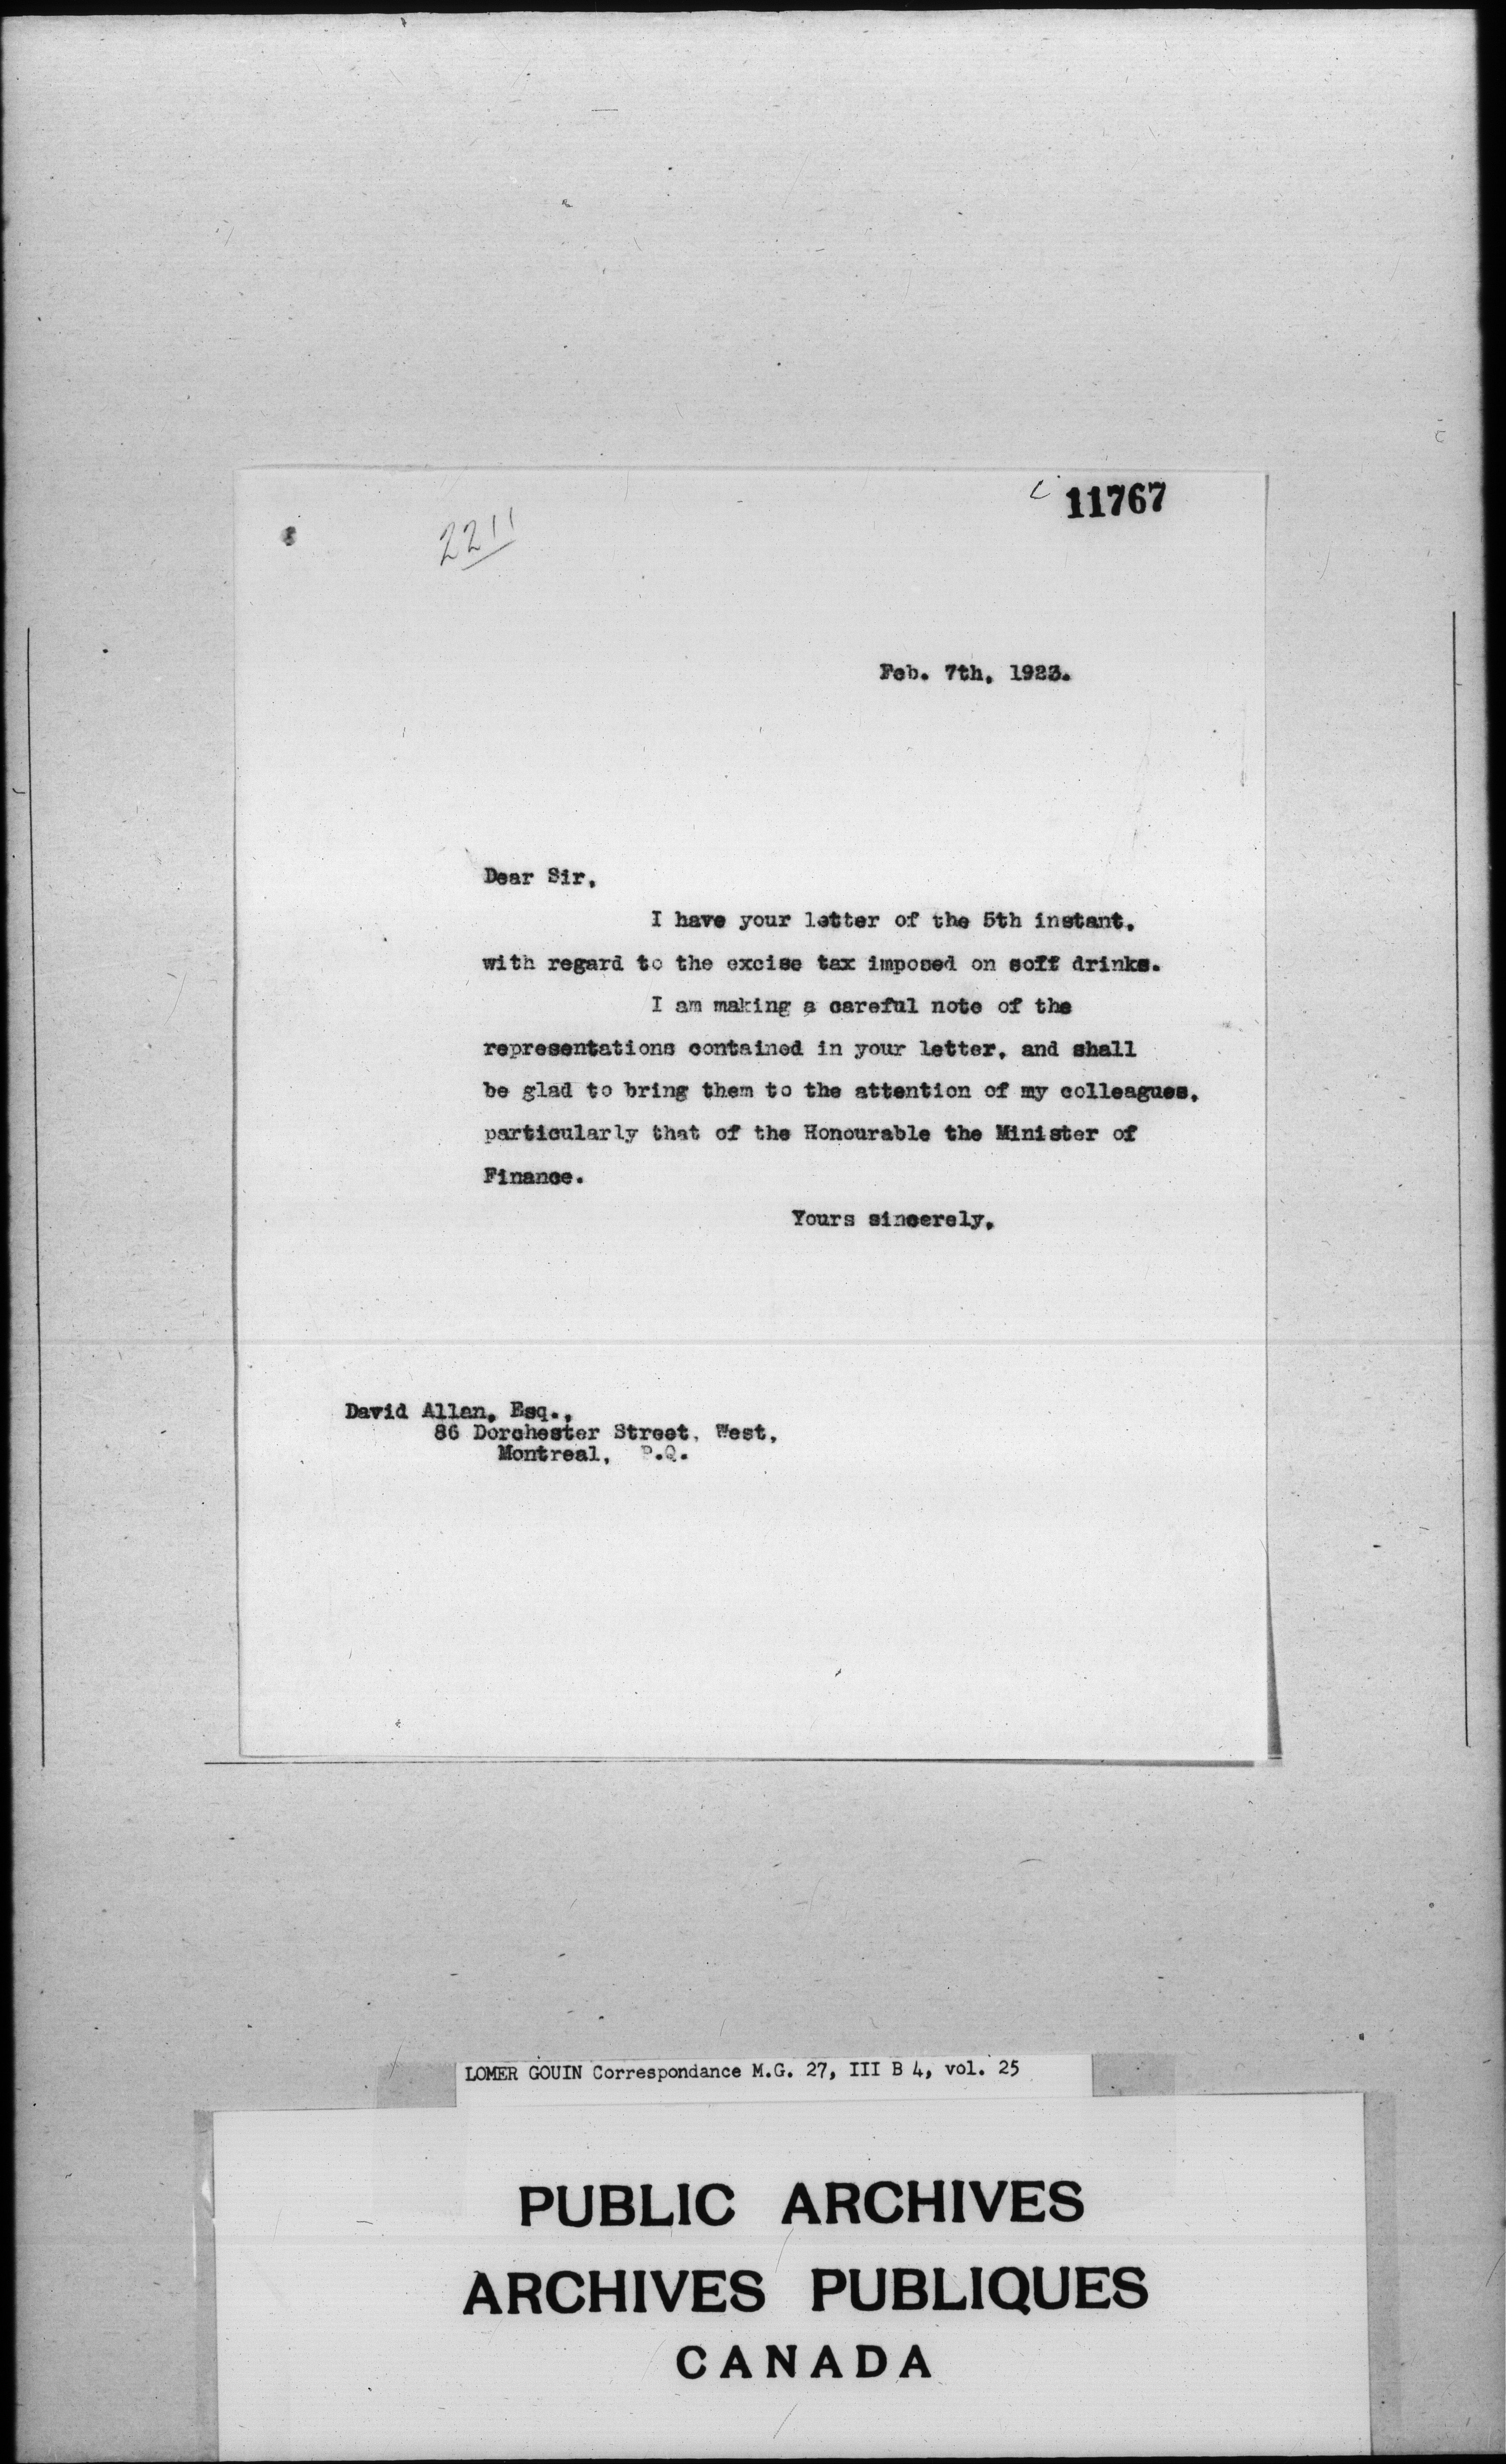 11767
2211
Feb. 7th, 1923.
Dear Sir,
I have your letter of the 5th instant,
with regard to the excise tax imposed on soft drinks.
I am making a careful note of the
representations contained in your letter, and shall
be glad to bring them to the attention of my colleagues,
particularly that of the Honourable the Minister of
Finance.
Yours sincerely,
David Allan, Esq.,
86 Dorchester Street, West,
Montreal, P.Q.
LOMER GOUIN Correspondance M.G. 27, III B 4, vol. 25
PUBLIC ARCHIVES
ARCHIVES PUBLIQUES
CANADA